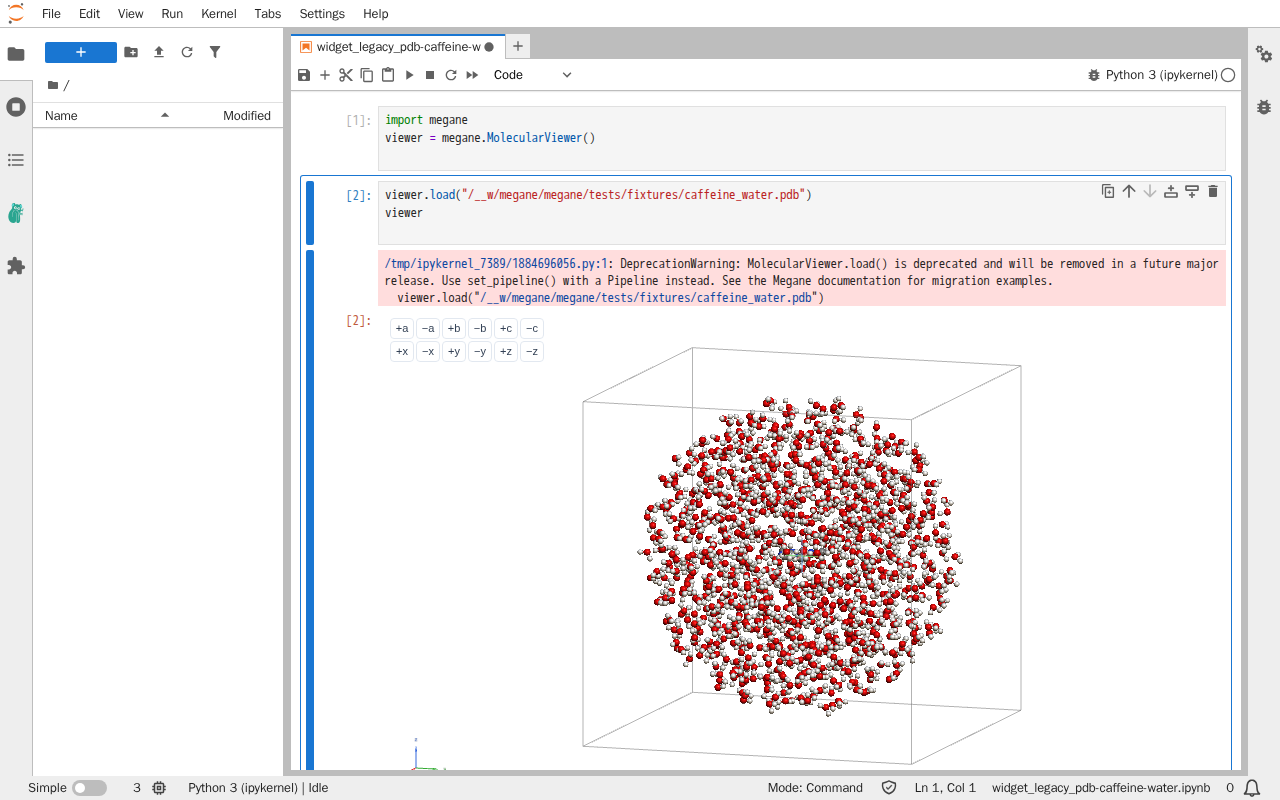 File Edit View Run Kernel Tabs Settings Help
widget_legacy_pdb-caffeine-w
Code
Python 3 (ipykernel)
/
Name Modified
[1]:
import megane
viewer = megane.MolecularViewer()
[2]:
viewer.load("/__w/megane/megane/tests/fixtures/caffeine_water.pdb")
viewer
/tmp/ipykernel_7389/1884696056.py:1: DeprecationWarning: MolecularViewer.load() is deprecated and will be removed in a future major
release. Use set_pipeline() with a Pipeline instead. See the Megane documentation for migration examples.
viewer.load("/__w/megane/megane/tests/fixtures/caffeine_water.pdb")
[2]:
+a −a +b −b +c −c
+x −x +y −y +z −z
Simple 3 Python 3 (ipykernel) | Idle Mode: Command Ln 1, Col 1 widget_legacy_pdb-caffeine-water.ipynb 0